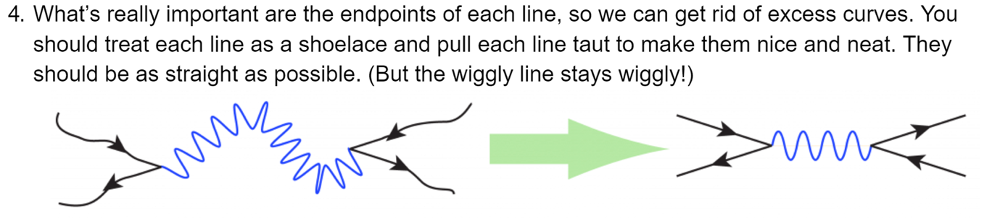 4. What’s really important are the endpoints of each line, so we can get rid of excess curves. You
should treat each line as a shoelace and pull each line taut to make them nice and neat. They
should be as straight as possible. (But the wiggly line stays wiggly!)